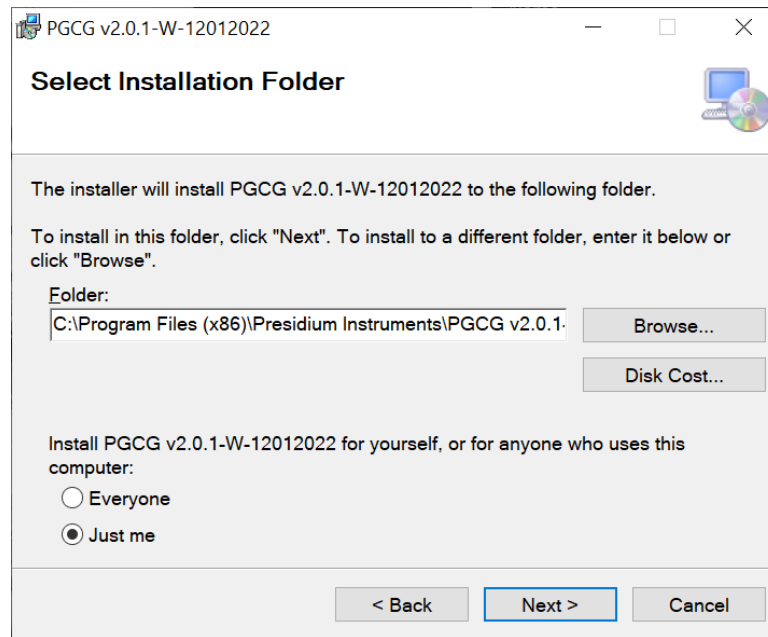 PGCG v2.0.1-W-12012022
Select Installation Folder
The installer will install PGCG v2.0.1-W-12012022 to the following folder.
To install in this folder, click "Next". To install to a different folder, enter it below or
click "Browse".
Folder:
C:\Program Files (x86)\Presidium Instruments\PGCG v2.0.1-
Browse...
Disk Cost...
Install PGCG v2.0.1-W-12012022 for yourself, or for anyone who uses this
computer:
Everyone
Just me
< Back
Next >
Cancel